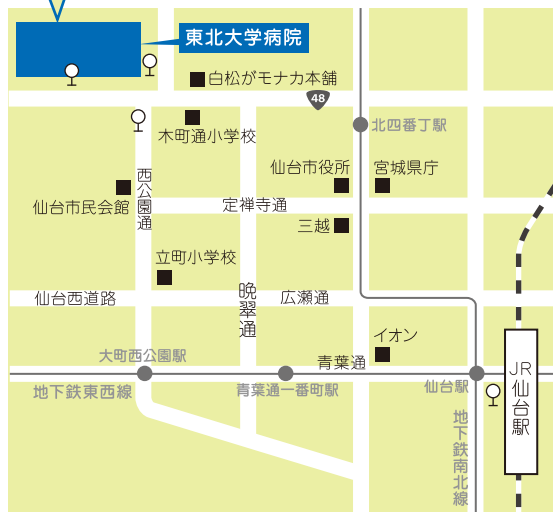 東北大学病院
白松がモナカ本舗
48
北四番丁駅
木町通小学校
仙台市役所
宮城県庁
西公園通
仙台市民会館
定禅寺通
三越
立町小学校
晩翠通
仙台西道路
広瀬通
イオン
大町西公園駅
青葉通
JR仙台駅
地下鉄東西線
青葉通一番町駅
仙台駅
地下鉄南北線